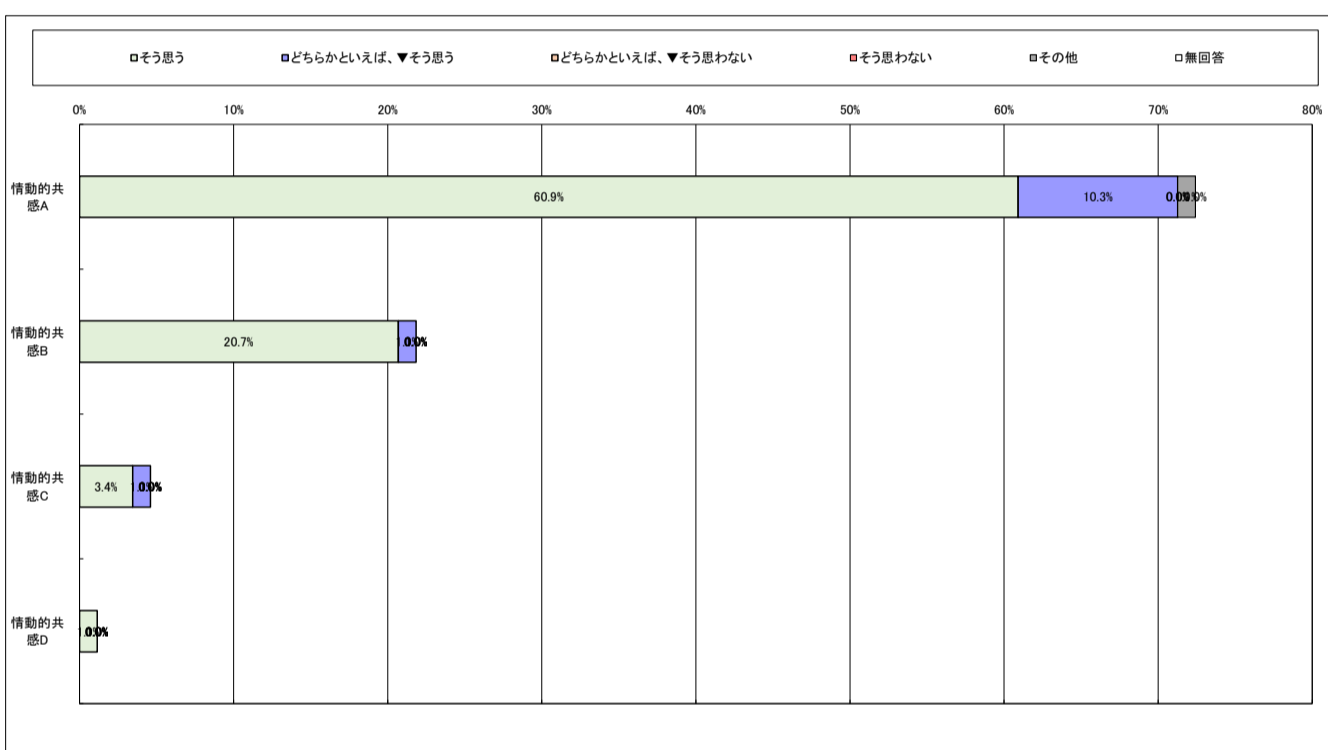 そう思う
どちらかといえば、▼そう思う
どちらかといえば、▼そう思わない
そう思わない
その他
無回答
0% 10% 20% 30% 40% 50% 60% 70% 80%
情動的共
感A
60.9% 10.3%
情動的共
感B
20.7%
情動的共
感C
3.4%
情動的共
感D